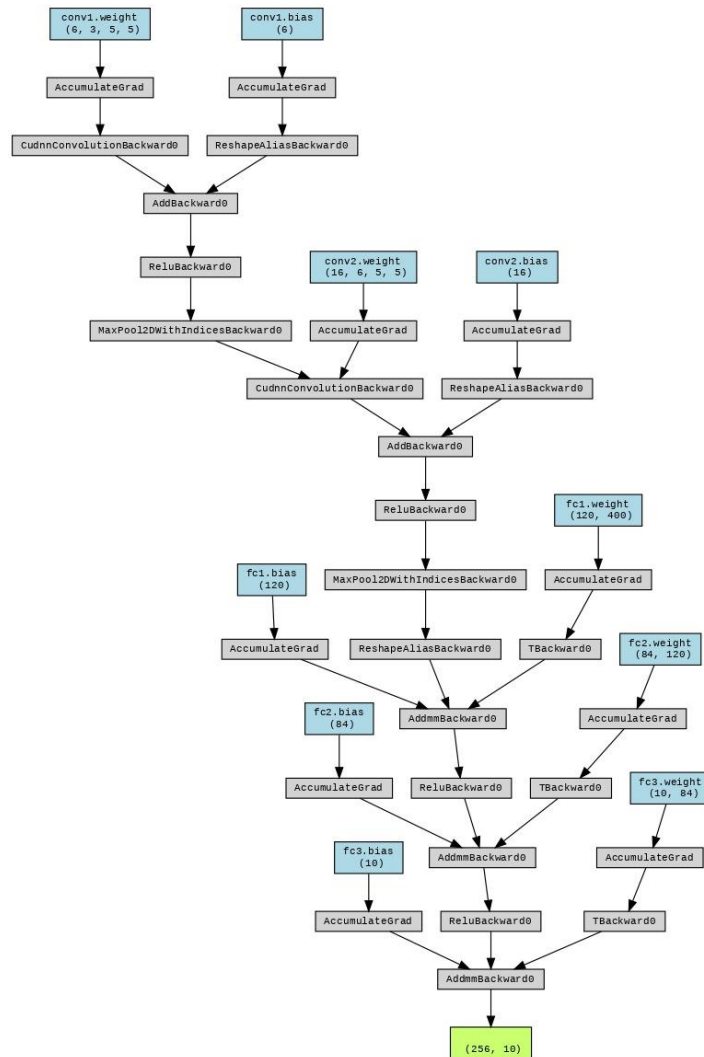 conv1.weight
(6, 3, 5, 5)
conv1.bias
(6)
AccumulateGrad
AccumulateGrad
CudnnConvolutionBackward0
ReshapeAliasBackward0
AddBackward0
ReluBackward0
conv2.weight
(16, 6, 5, 5)
conv2.bias
(16)
MaxPool2DWithIndicesBackward0
AccumulateGrad
AccumulateGrad
CudnnConvolutionBackward0
ReshapeAliasBackward0
AddBackward0
ReluBackward0
fc1.weight
(120, 400)
fc1.bias
(120)
MaxPool2DWithIndicesBackward0
AccumulateGrad
AccumulateGrad
ReshapeAliasBackward0
TBackward0
fc2.weight
(84, 120)
fc2.bias
(84)
AddmmBackward0
AccumulateGrad
AccumulateGrad
ReluBackward0
TBackward0
fc3.weight
(10, 84)
fc3.bias
(10)
AddmmBackward0
AccumulateGrad
AccumulateGrad
ReluBackward0
TBackward0
AddmmBackward0
(256, 10)